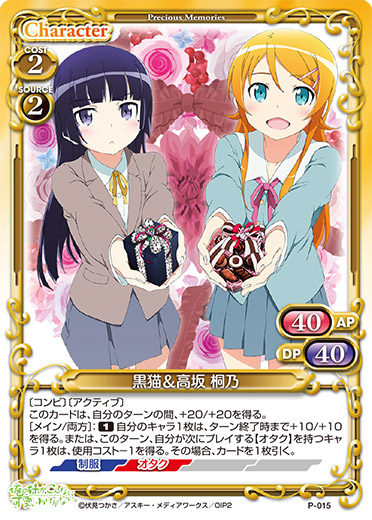 Precious Memories
Character
COST
2
SOURCE
2
40 AP
DP 40
黒猫&高坂 桐乃
[コンビ] [アクティブ]
このカードは、自分のターンの間、+20/+20を得る。
[メイン/両方]: 1 自分のキャラ1枚は、ターン終了時まで+10/+10
を得る。または、このターン、自分が次にプレイする【オタク】を持つキャ
ラ1枚は、使用コスト-1を得る。その場合、カードを1枚引く。
制服 オタク
©伏見つかさ/アスキー・メディアワークス/OIP2
P-015